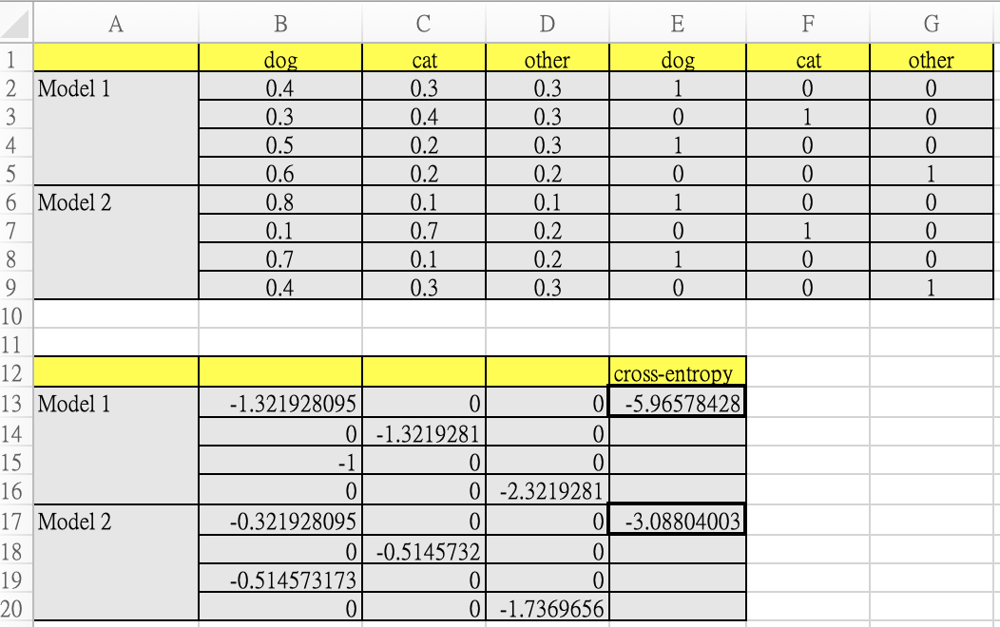 A B C D E F G
1 dog cat other dog cat other
2 Model 1 0.4 0.3 0.3 1 0 0
3 0.3 0.4 0.3 0 1 0
4 0.5 0.2 0.3 1 0 0
5 0.6 0.2 0.2 0 0 1
6 Model 2 0.8 0.1 0.1 1 0 0
7 0.1 0.7 0.2 0 1 0
8 0.7 0.1 0.2 1 0 0
9 0.4 0.3 0.3 0 0 1
10
11
12 cross-entropy
13 Model 1 -1.321928095 0 0 -5.96578428
14 0 -1.3219281 0
15 -1 0 0
16 0 0 -2.3219281
17 Model 2 -0.321928095 0 0 -3.08804003
18 0 -0.5145732 0
19 -0.514573173 0 0
20 0 0 -1.7369656